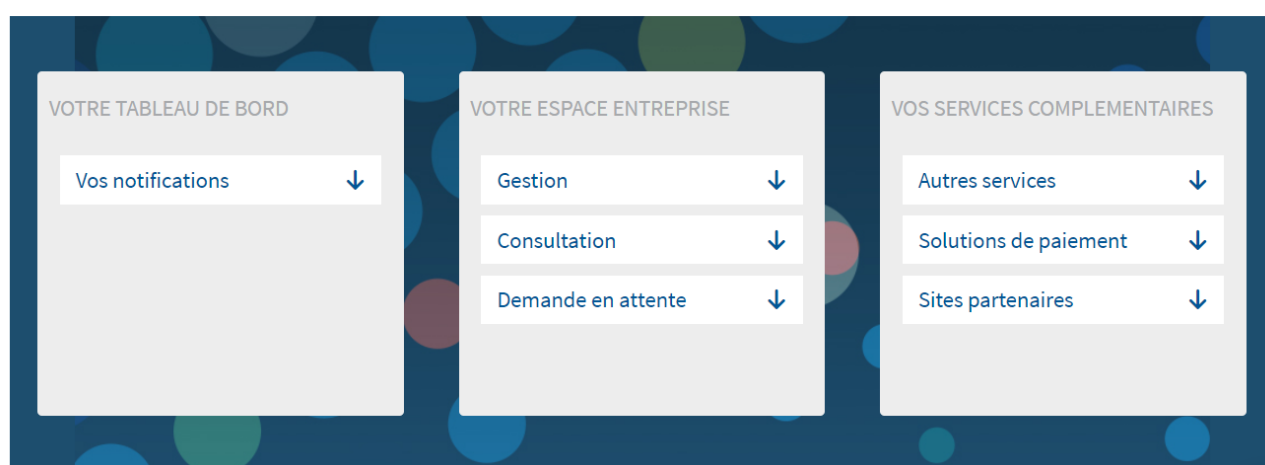 VOTRE TABLEAU DE BORD
Vos notifications
VOTRE ESPACE ENTREPRISE
Gestion
Consultation
Demande en attente
VOS SERVICES COMPLEMENTAIRES
Autres services
Solutions de paiement
Sites partenaires